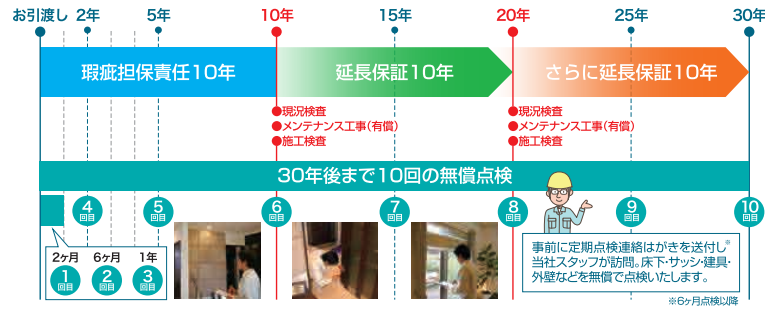 お引渡し 2年 5年 10年 15年 20年 25年 30年
瑕疵担保責任10年 延長保証10年 さらに延長保証10年
●現況検査 ●現況検査
●メンテナンス工事(有償) ●メンテナンス工事(有償)
●施工検査 ●施工検査
30年後まで10回の無償点検
4回目 5回目 6回目 7回目 8回目 9回目 10回目
2ヶ月 6ヶ月 1年
1回目 2回目 3回目
事前に定期点検連絡はがきを送付し※
当社スタッフが訪問。床下・サッシ・建具・
外壁などを無償で点検いたします。
※6ヶ月点検以降